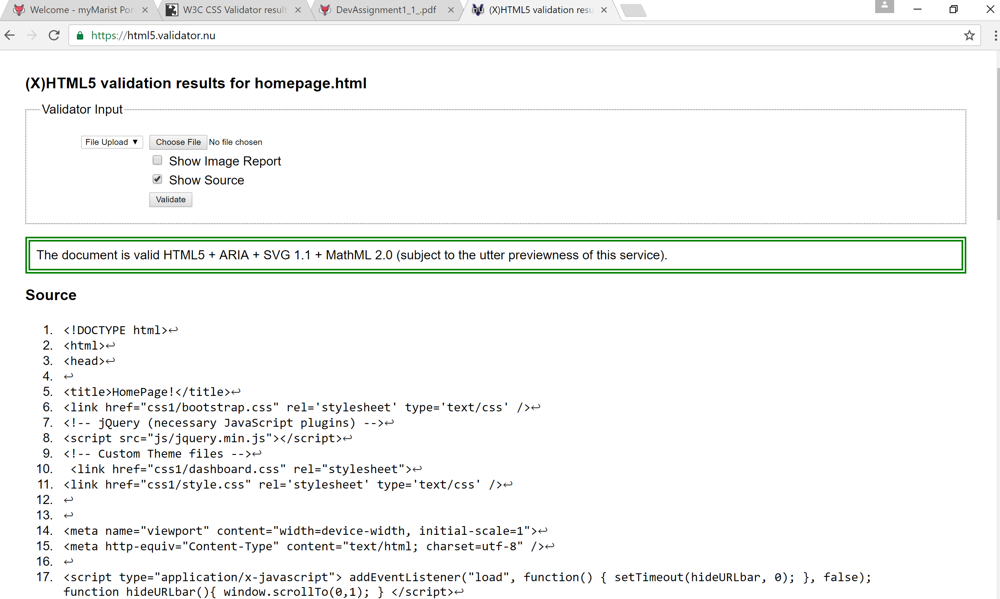 Welcome - myMarist Por
W3C CSS Validator result
DevAssignment1_1_.pdf
(X)HTML5 validation resu
https://html5.validator.nu
(X)HTML5 validation results for homepage.html
Validator Input
File Upload ▼ Choose File No file chosen
Show Image Report
Show Source
Validate
The document is valid HTML5 + ARIA + SVG 1.1 + MathML 2.0 (subject to the utter previewness of this service).
Source
1. <!DOCTYPE html>↩
2. <html>↩
3. <head>↩
4. ↩
5. <title>HomePage!</title>↩
6. <link href="css1/bootstrap.css" rel='stylesheet' type='text/css' />↩
7. <!-- jQuery (necessary JavaScript plugins) -->↩
8. <script src="js/jquery.min.js"></script>↩
9. <!-- Custom Theme files -->↩
10.  <link href="css1/dashboard.css" rel="stylesheet">↩
11. <link href="css1/style.css" rel='stylesheet' type='text/css' />↩
12. ↩
13. ↩
14. <meta name="viewport" content="width=device-width, initial-scale=1">↩
15. <meta http-equiv="Content-Type" content="text/html; charset=utf-8" />↩
16. ↩
17. <script type="application/x-javascript"> addEventListener("load", function() { setTimeout(hideURLbar, 0); }, false);
function hideURLbar(){ window.scrollTo(0,1); } </script>↩